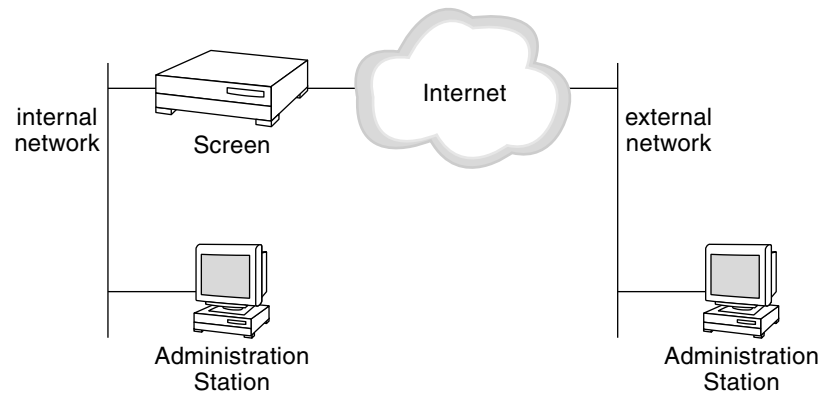 Internet
internal
network
Screen
external
network
Administration
Station
Administration
Station